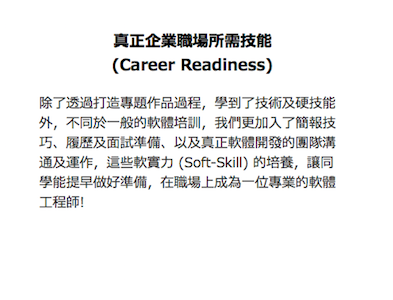 真正企業職場所需技能
(Career Readiness)
除了透過打造專題作品過程，學到了技術及硬技能
外，不同於一般的軟體培訓，我們更加入了簡報技
巧、履歷及面試準備、以及真正軟體開發的團隊溝
通及運作，這些軟實力 (Soft-Skill) 的培養，讓同
學能提早做好準備，在職場上成為一位專業的軟體
工程師!